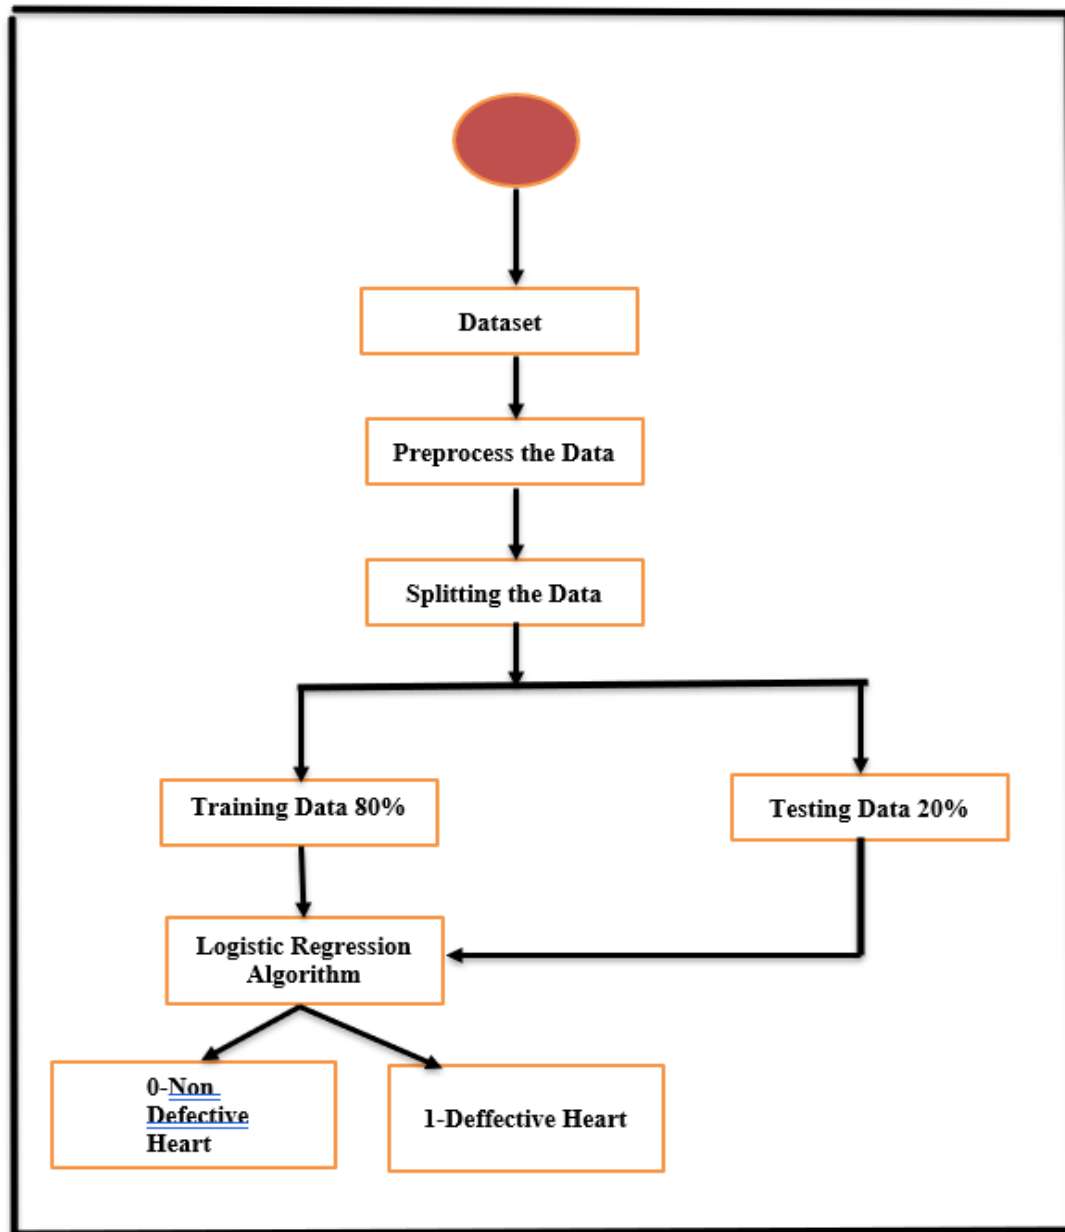 Dataset
Preprocess the Data
Splitting the Data
Training Data 80%
Testing Data 20%
Logistic Regression
Algorithm
0-Non
Defective
Heart
1-Deffective Heart